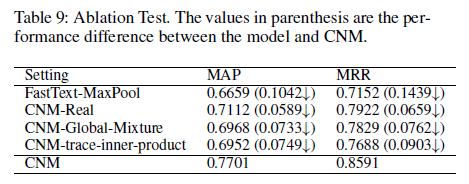 Table 9: Ablation Test. The values in parenthesis are the per-
formance difference between the model and CNM.
Setting MAP MRR
FastText-MaxPool 0.6659 (0.1042↓) 0.7152 (0.1439↓)
CNM-Real 0.7112 (0.0589↓) 0.7922 (0.0659↓)
CNM-Global-Mixture 0.6968 (0.0733↓) 0.7829 (0.0762↓)
CNM-trace-inner-product 0.6952 (0.0749↓) 0.7688 (0.0903↓)
CNM 0.7701 0.8591